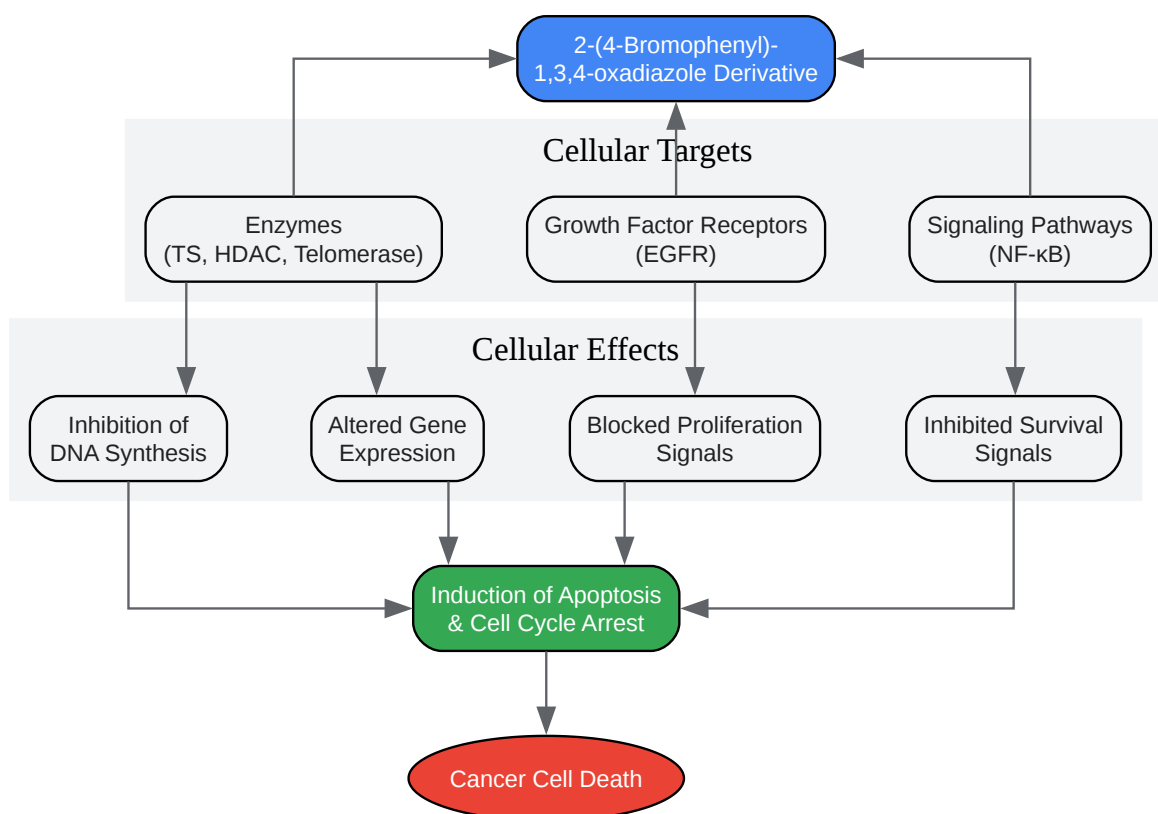 2-(4-Bromophenyl)-
1,3,4-oxadiazole Derivative
Cellular Targets
Enzymes
(TS, HDAC, Telomerase)
Growth Factor Receptors
(EGFR)
Signaling Pathways
(NF-κB)
Cellular Effects
Inhibition of
DNA Synthesis
Altered Gene
Expression
Blocked Proliferation
Signals
Inhibited Survival
Signals
Induction of Apoptosis
& Cell Cycle Arrest
Cancer Cell Death